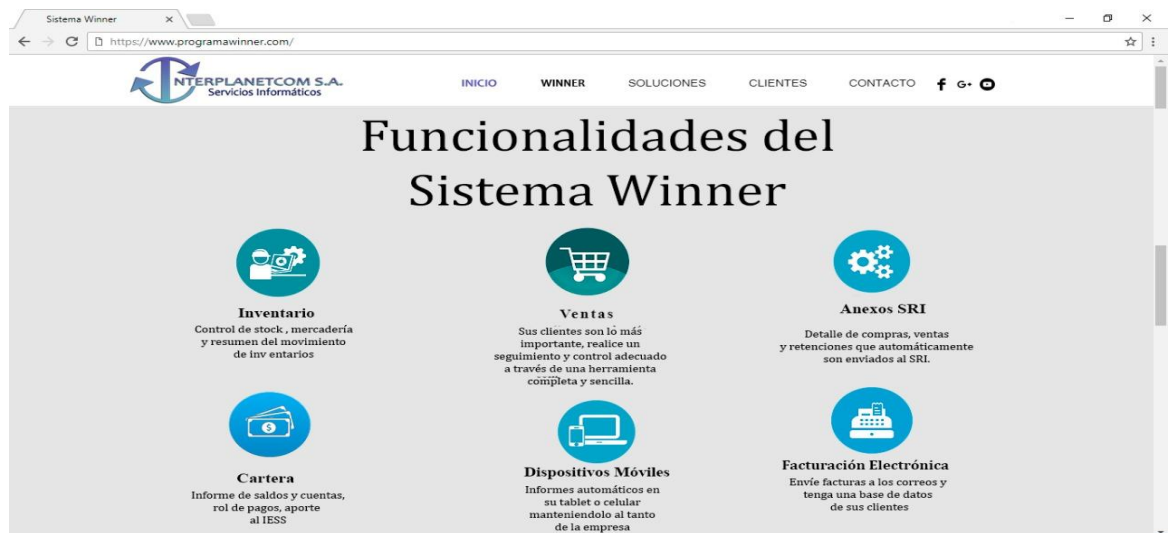 Sistema Winner
https://www.programawinner.com/
INTERPLANETCOM S.A.
Servicios Informáticos
INICIO WINNER SOLUCIONES CLIENTES CONTACTO f G+
Funcionalidades del
Sistema Winner
Inventario
Control de stock , mercadería
y resumen del movimiento
de inv entarios
Ventas
Sus clientes son lo más
importante, realice un
seguimiento y control adecuado
a través de una herramienta
completa y sencilla.
Anexos SRI
Detalle de compras, ventas
y retenciones que automáticamente
son enviados al SRI.
Cartera
Informe de saldos y cuentas,
rol de pagos, aporte
al IESS
Dispositivos Móviles
Informes automáticos en
su tablet o celular
manteniendolo al tanto
de la empresa
Facturación Electrónica
Envíe facturas a los correos y
tenga una base de datos
de sus clientes